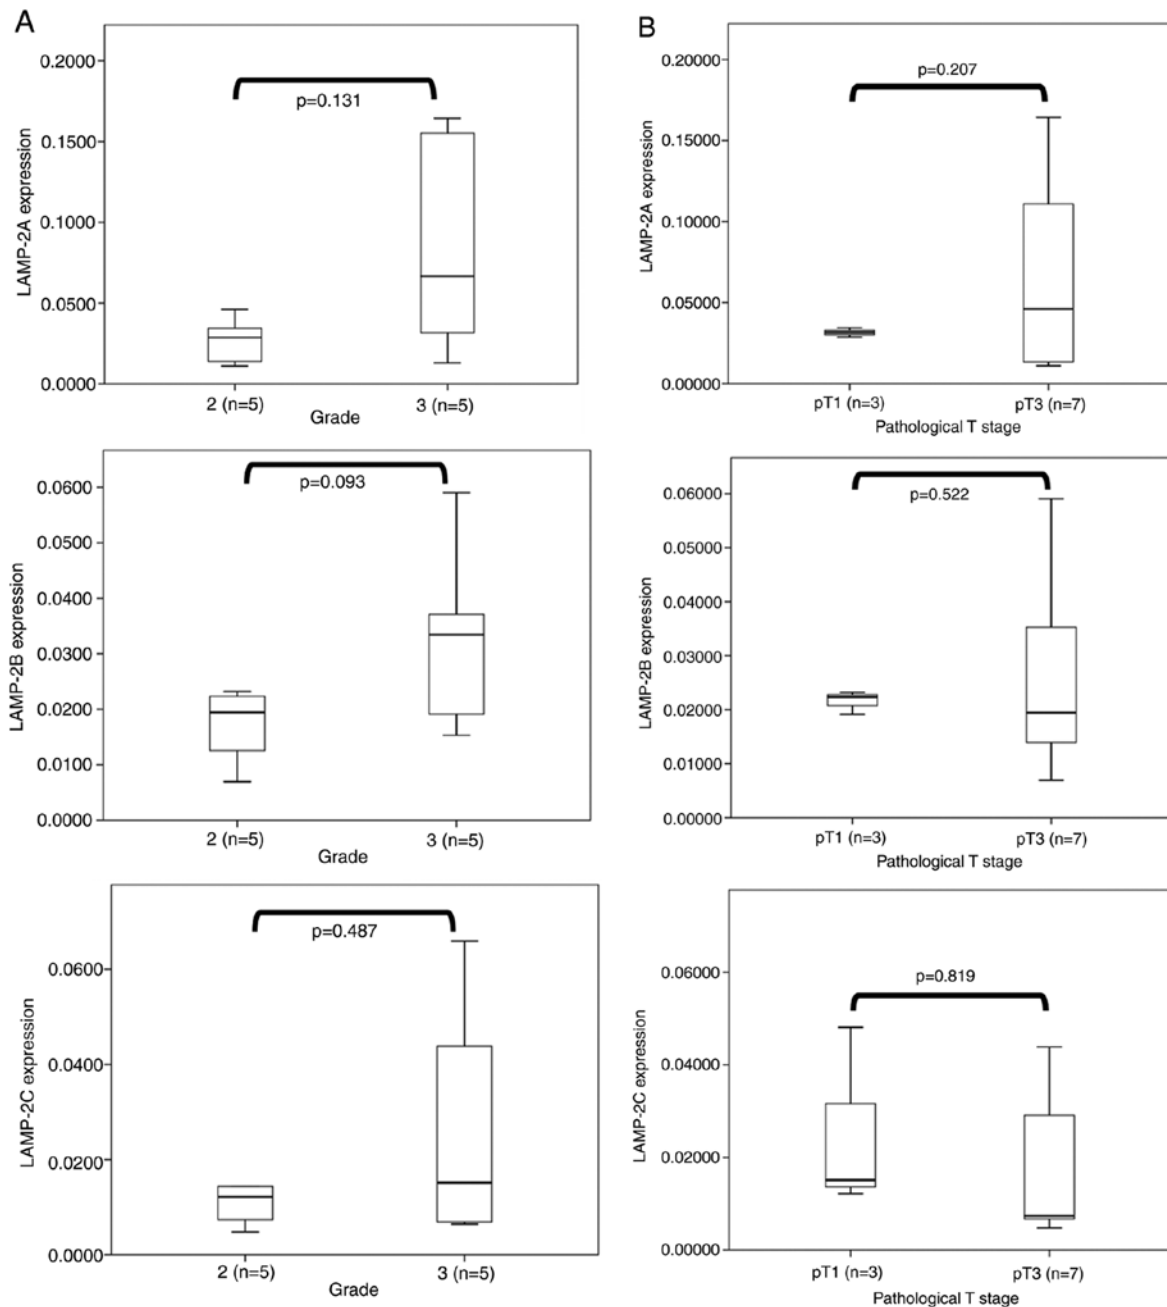 A
LAMP-2A expression
0.2000
0.1500
0.1000
0.0500
0.0000
p=0.131
2 (n=5)
3 (n=5)
Grade
B
LAMP-2A expression
0.20000
0.15000
0.10000
0.05000
0.00000
p=0.207
pT1 (n=3)
pT3 (n=7)
Pathological T stage
LAMP-2B expression
0.0600
0.0500
0.0400
0.0300
0.0200
0.0100
0.0000
p=0.093
2 (n=5)
3 (n=5)
Grade
LAMP-2B expression
0.06000
0.05000
0.04000
0.03000
0.02000
0.01000
0.00000
p=0.522
pT1 (n=3)
pT3 (n=7)
Pathological T stage
LAMP-2C expression
0.0600
0.0400
0.0200
0.0000
p=0.487
2 (n=5)
3 (n=5)
Grade
LAMP-2C expression
0.06000
0.04000
0.02000
0.00000
p=0.819
pT1 (n=3)
pT3 (n=7)
Pathological T stage